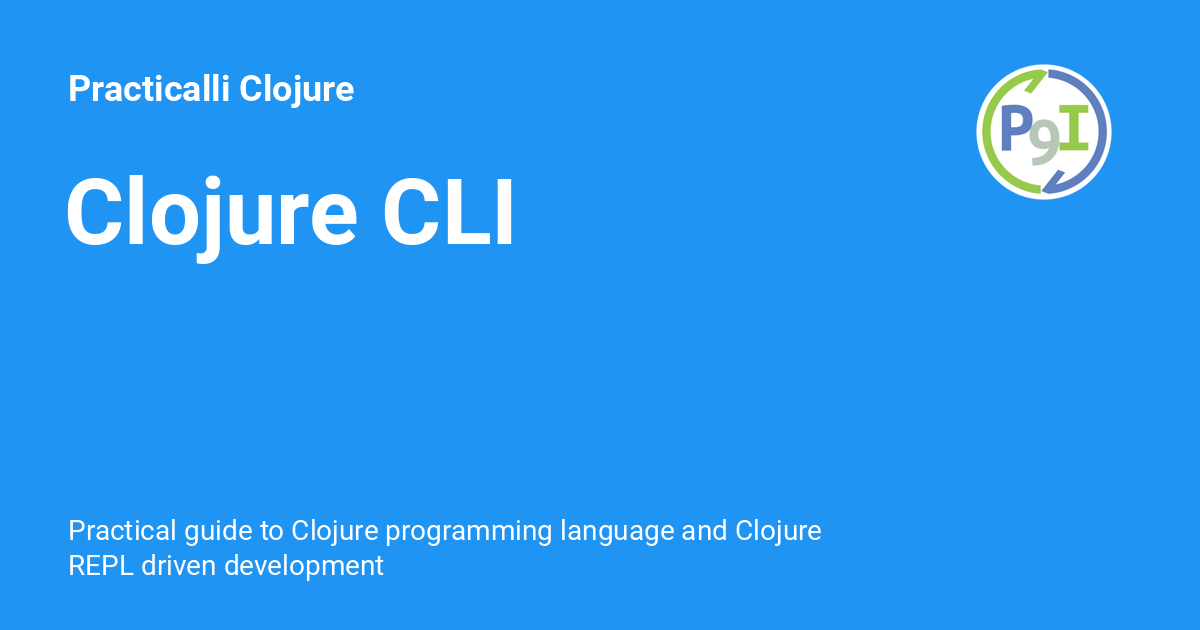 Practicalli Clojure
P9I
Clojure CLI
Practical guide to Clojure programming language and Clojure
REPL driven development